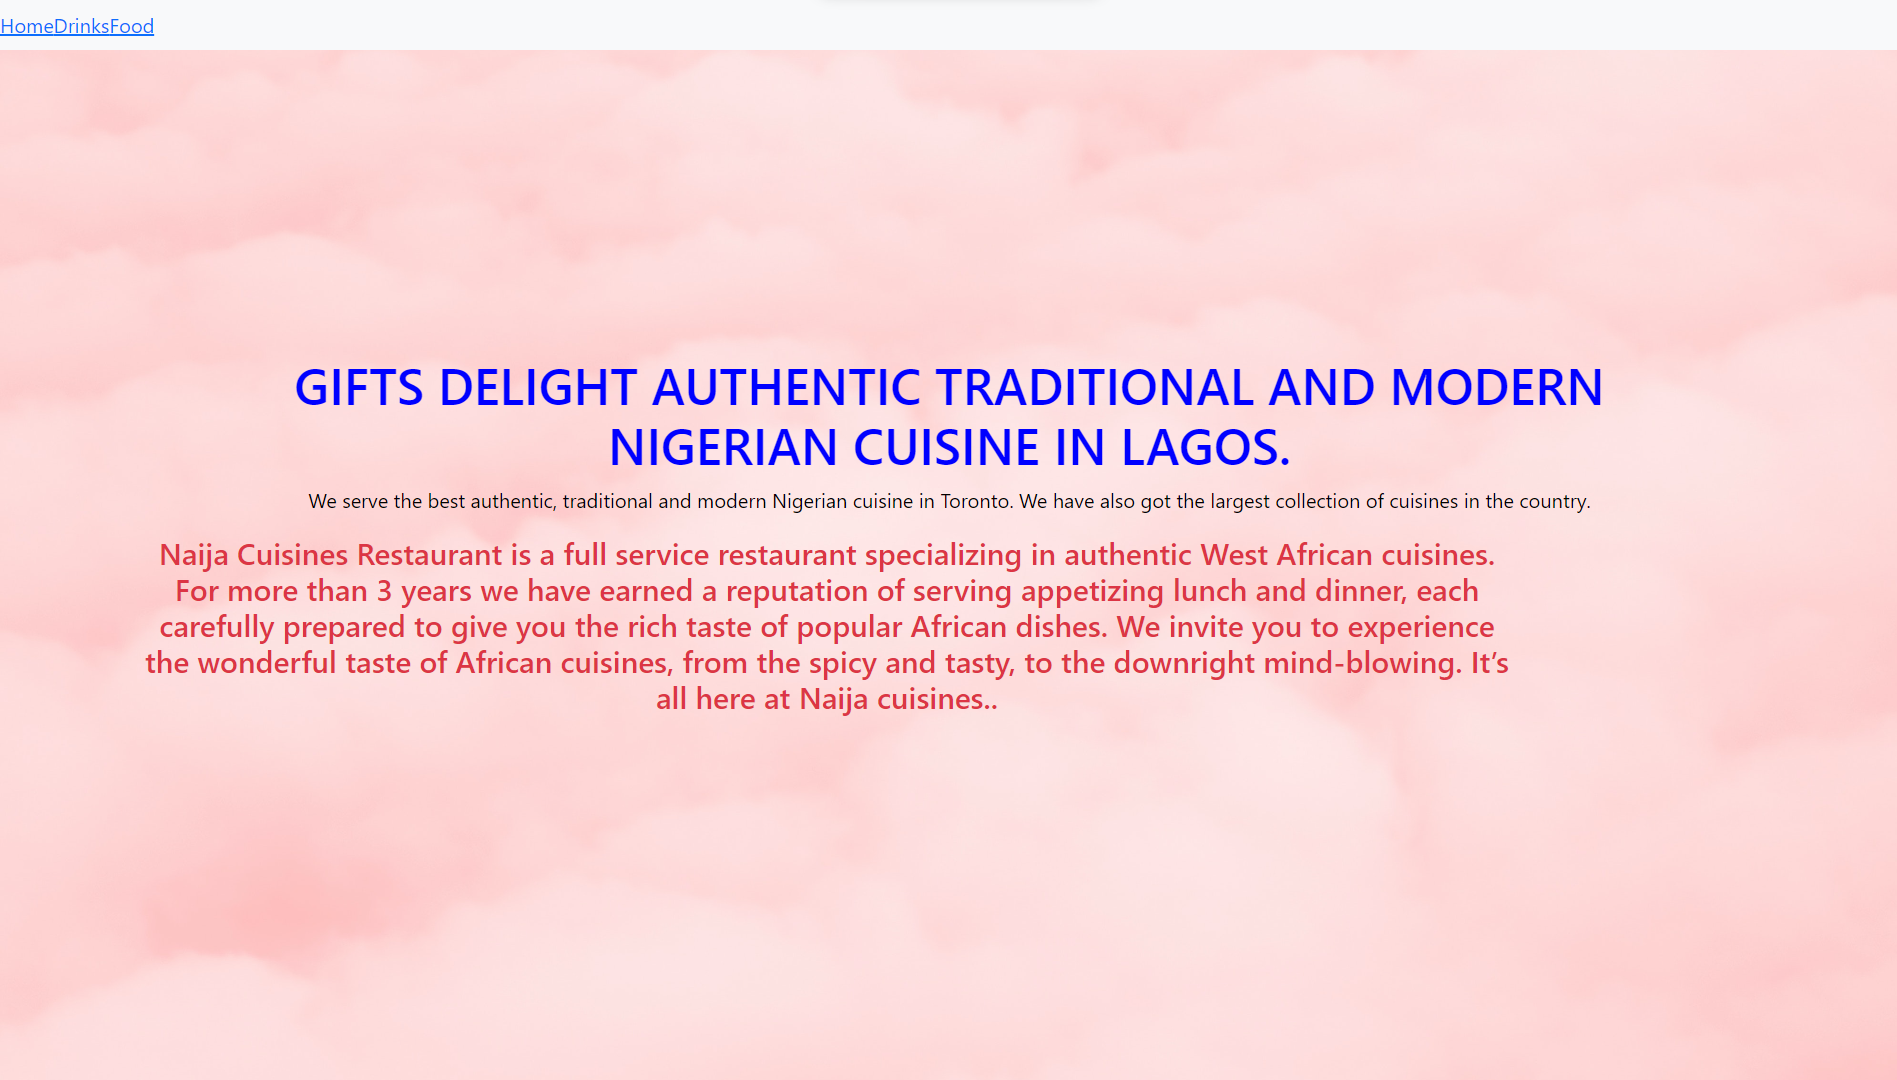 HomeDrinksFood
GIFTS DELIGHT AUTHENTIC TRADITIONAL AND MODERN
NIGERIAN CUISINE IN LAGOS.
We serve the best authentic, traditional and modern Nigerian cuisine in Toronto. We have also got the largest collection of cuisines in the country.
Naija Cuisines Restaurant is a full service restaurant specializing in authentic West African cuisines.
For more than 3 years we have earned a reputation of serving appetizing lunch and dinner, each
carefully prepared to give you the rich taste of popular African dishes. We invite you to experience
the wonderful taste of African cuisines, from the spicy and tasty, to the downright mind-blowing. It’s
all here at Naija cuisines..